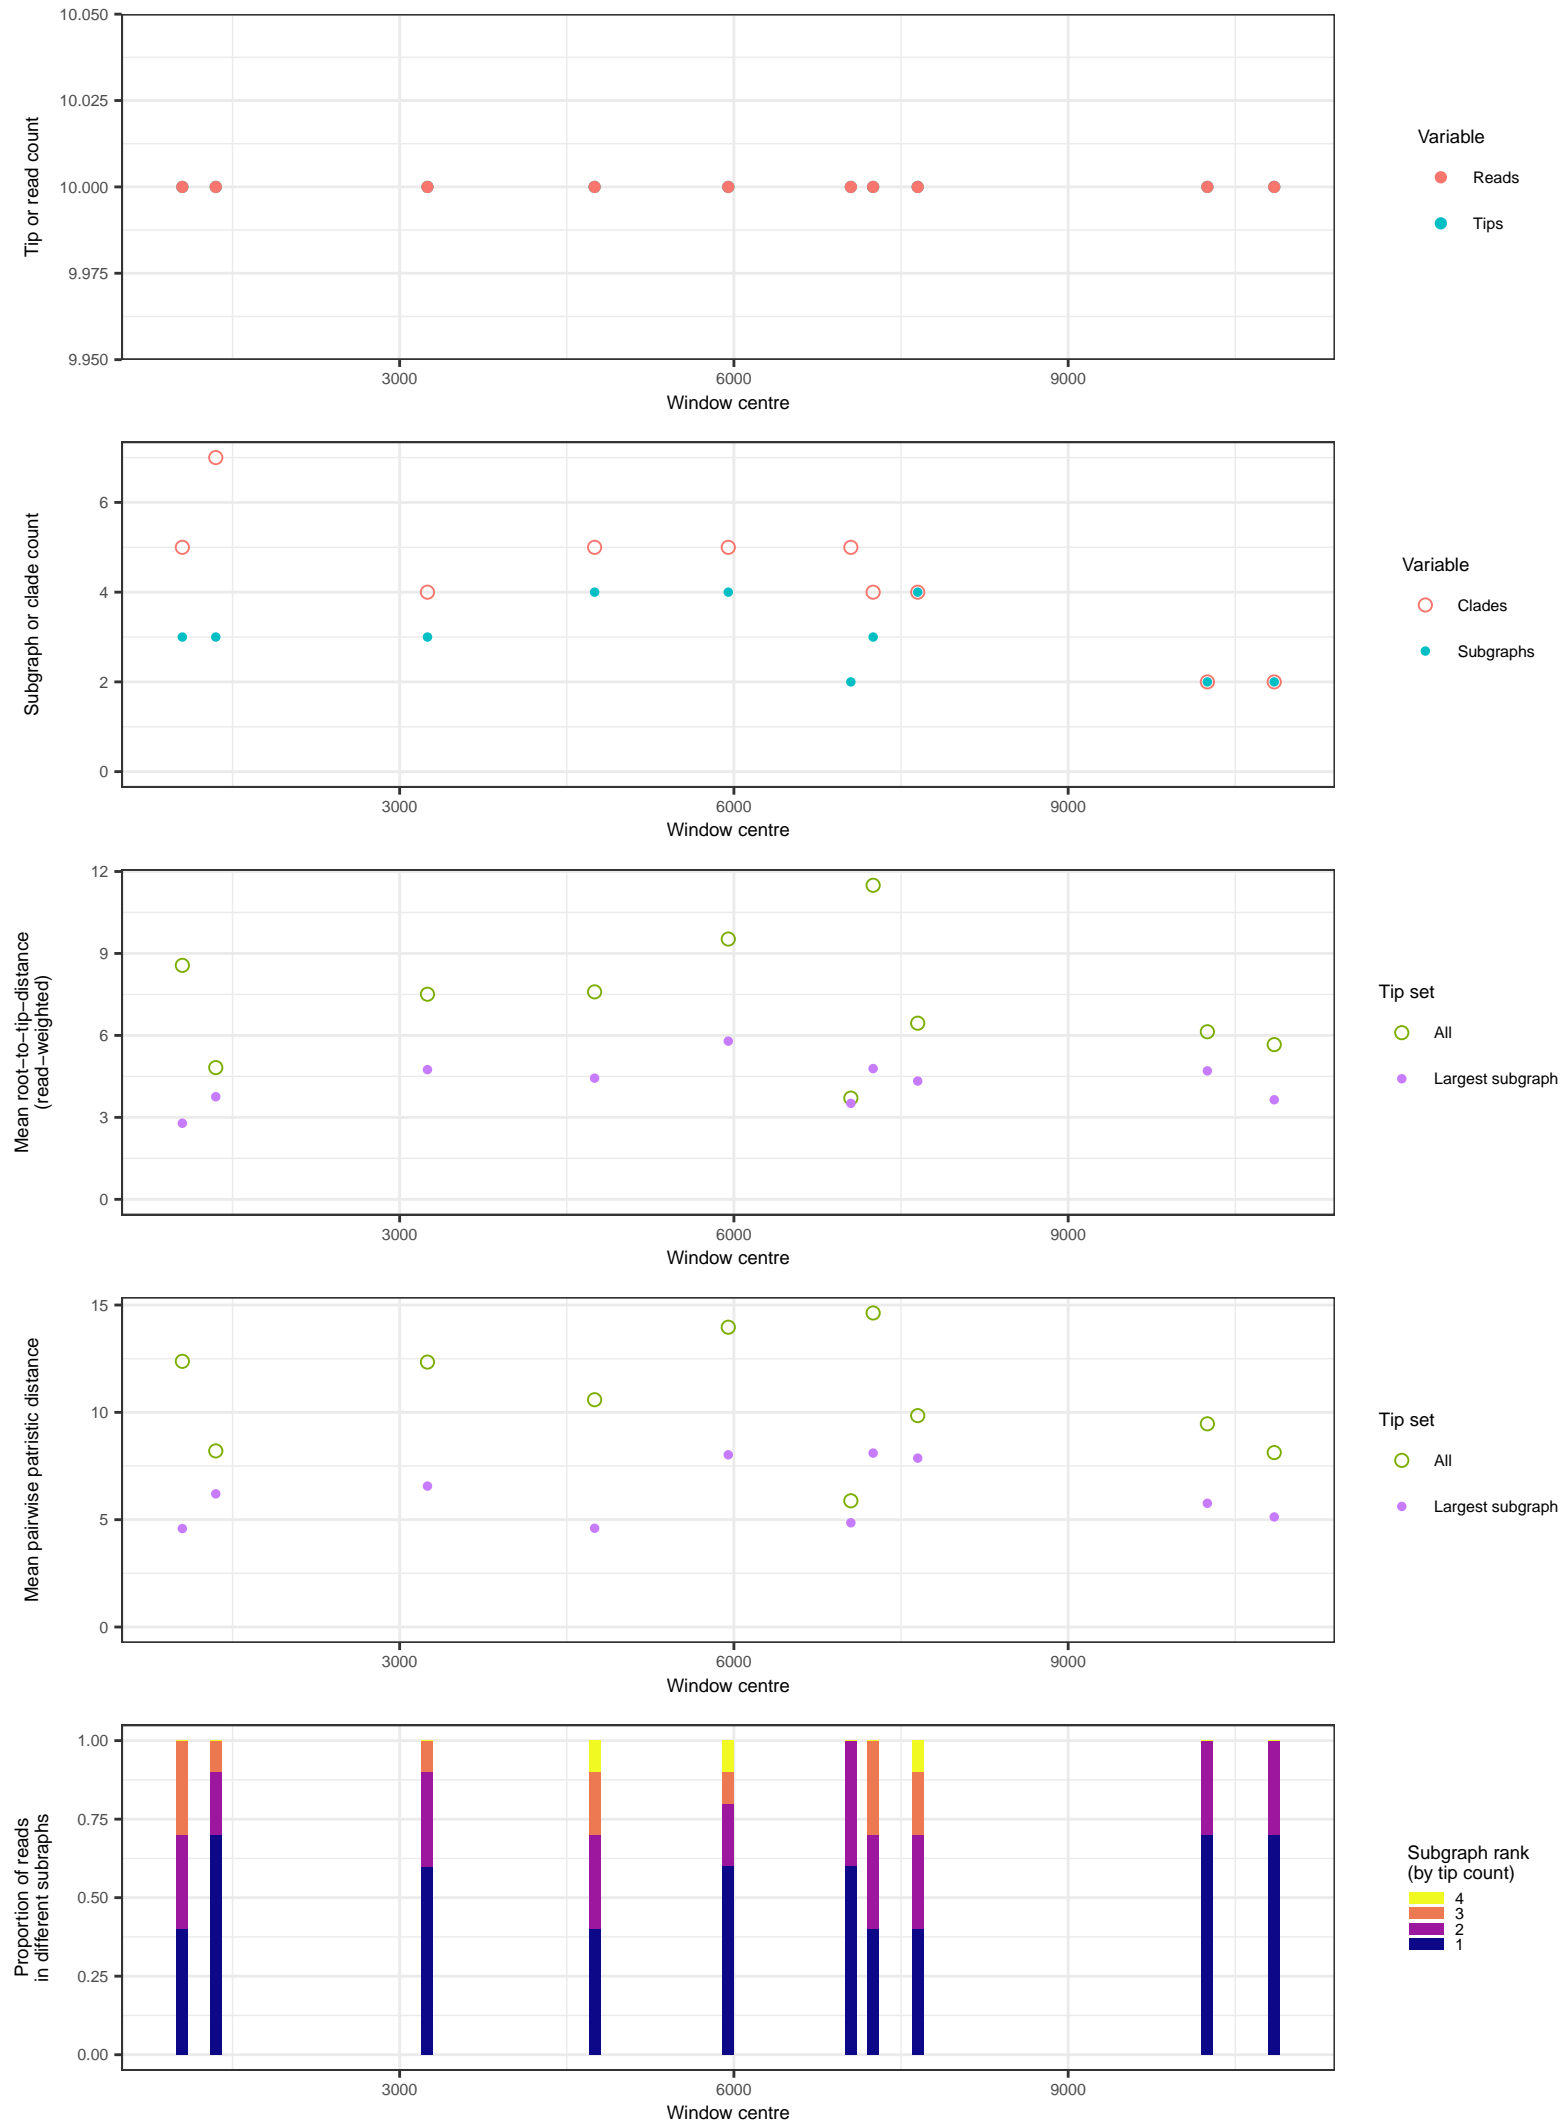 10.050
10.025
10.000
9.975
9.950
Tip or read count
3000
6000
9000
Window centre
Variable
Reads
Tips
6
4
2
0
Subgraph or clade count
3000
6000
9000
Window centre
Variable
Clades
Subgraphs
12
9
6
3
0
Mean root−to−tip−distance
(read−weighted)
3000
6000
9000
Window centre
Tip set
All
Largest subgraph
15
10
5
0
Mean pairwise patristic distance
3000
6000
9000
Window centre
Tip set
All
Largest subgraph
1.00
0.75
0.50
0.25
0.00
Proportion of reads
in different subraphs
3000
6000
9000
Window centre
Subgraph rank
(by tip count)
4
3
2
1